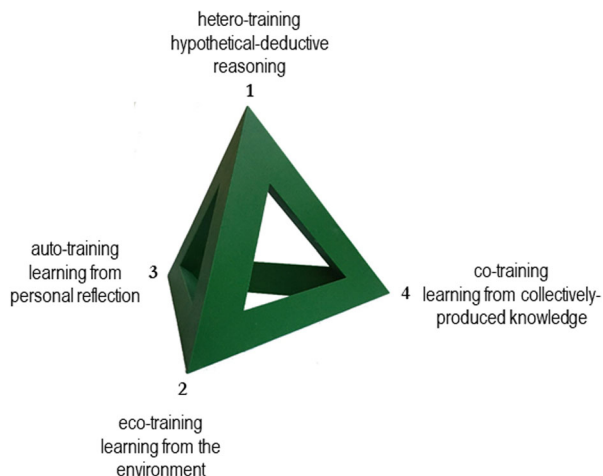 hetero-training
hypothetical-deductive
reasoning
1
auto-training
learning from
personal reflection
3
co-training
learning from collectively-
produced knowledge
4
2
eco-training
learning from the
environment